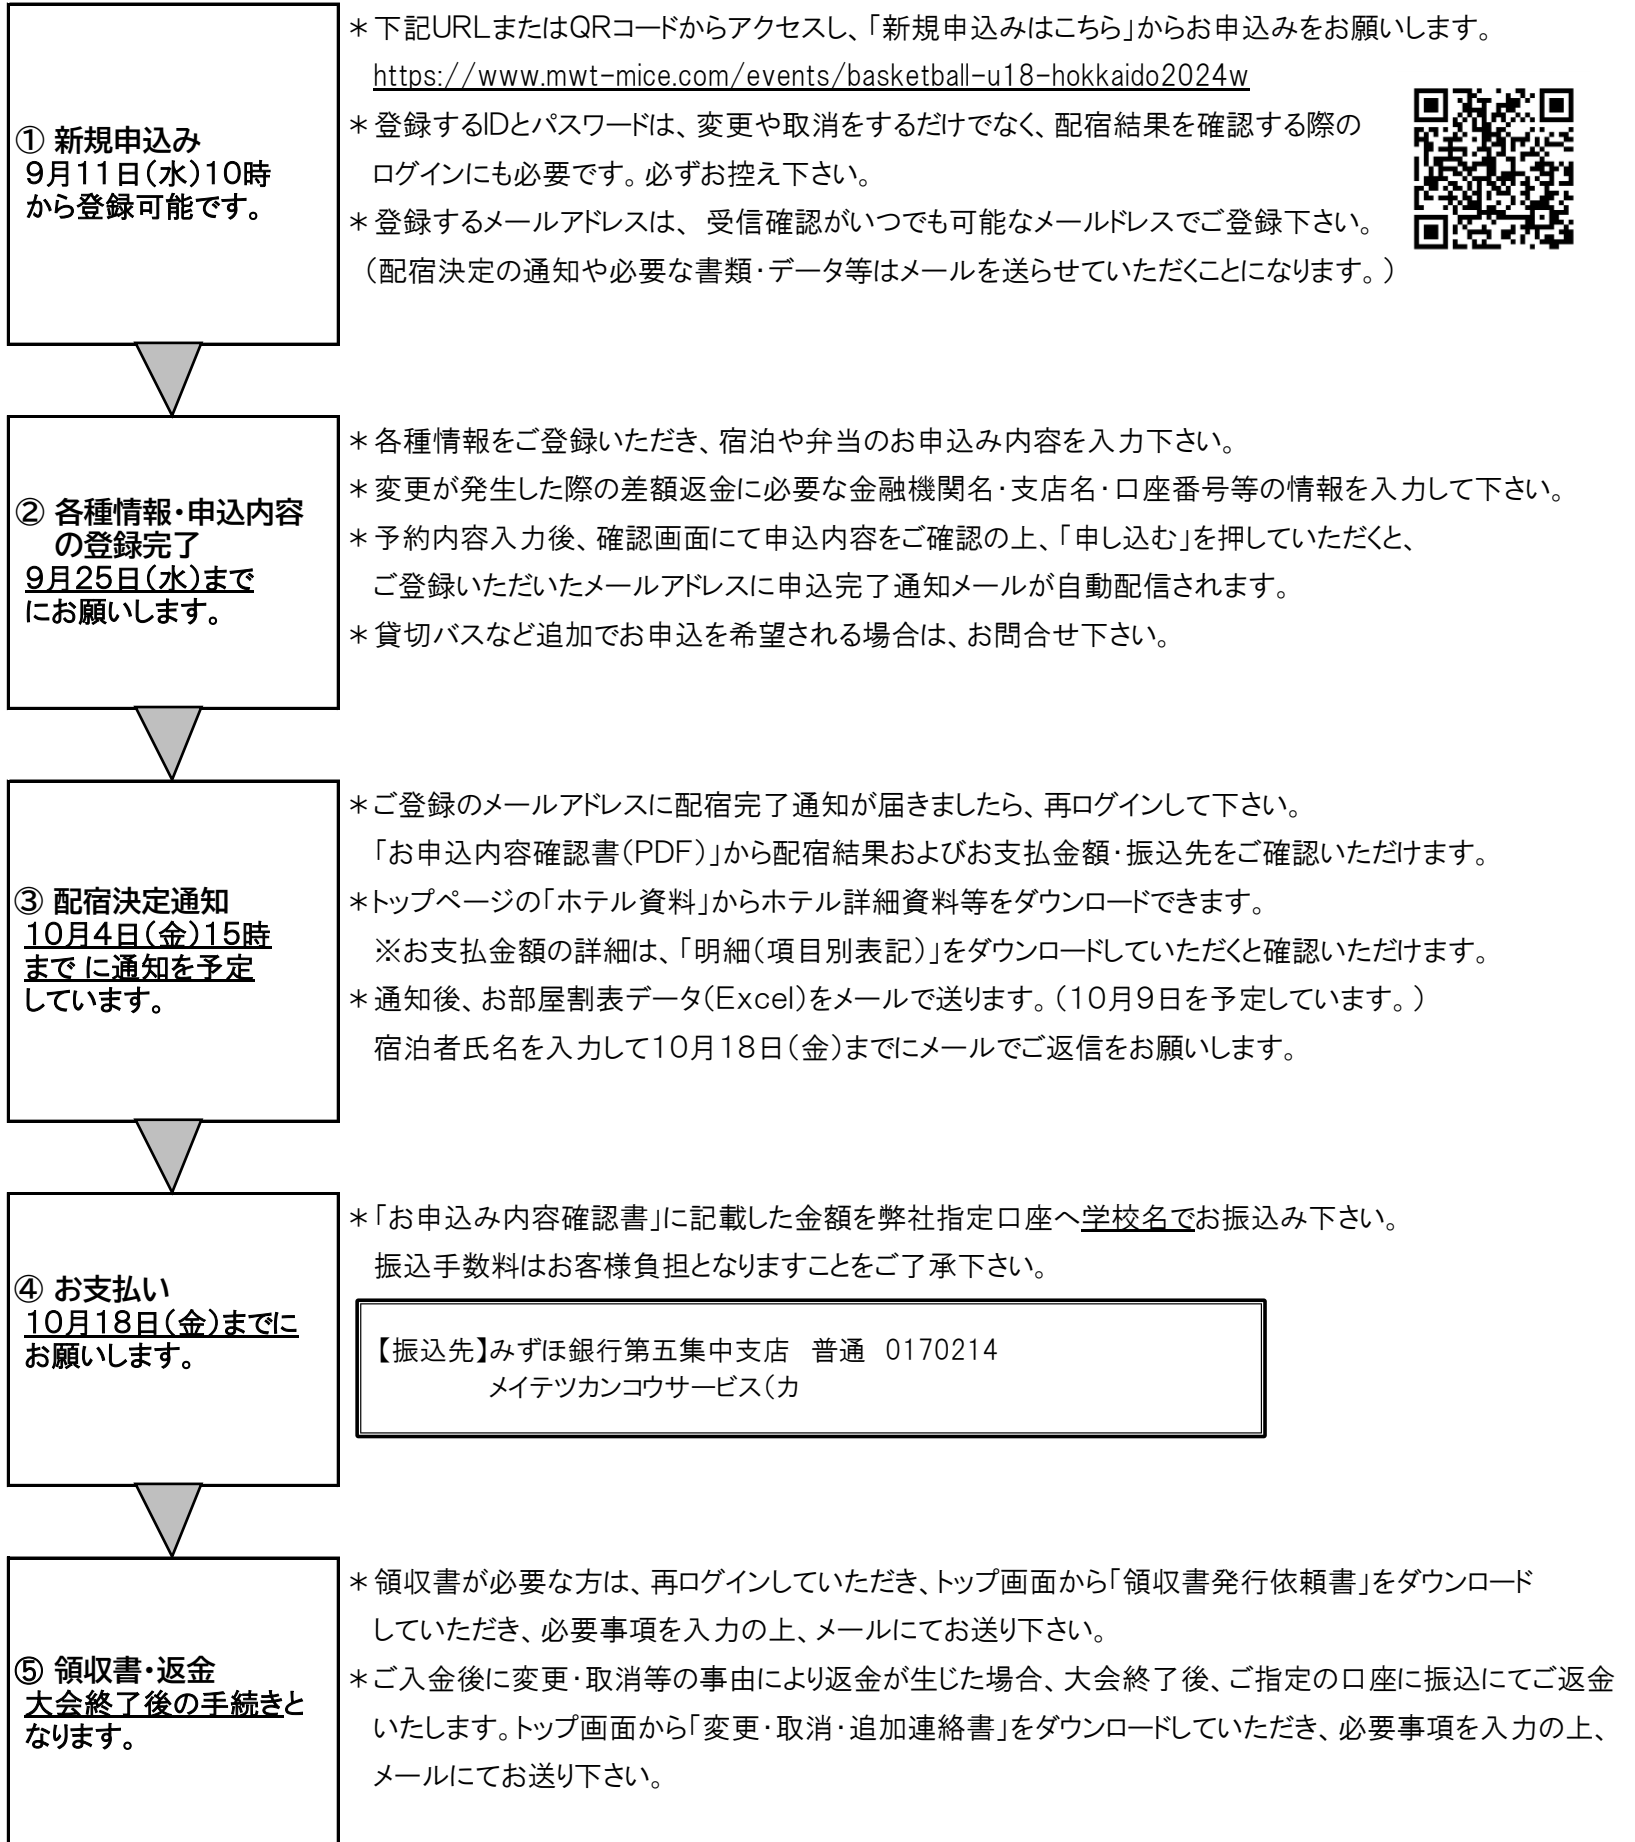 ① 新規申込み
9月11日(水)10時
から登録可能です。
＊下記URLまたはQRコードからアクセスし、「新規申込みはこちら」からお申込みをお願いします。
https://www.mwt-mice.com/events/basketball-u18-hokkaido2024w
＊登録するIDとパスワードは、変更や取消をするだけでなく、配宿結果を確認する際の
ログインにも必要です。必ずお控え下さい。
＊登録するメールアドレスは、 受信確認がいつでも可能なメールドレスでご登録下さい。
（配宿決定の通知や必要な書類・データ等はメールを送らせていただくことになります。）
② 各種情報・申込内容
の登録完了
9月25日(水)まで
にお願いします。
＊各種情報をご登録いただき、宿泊や弁当のお申込み内容を入力下さい。
＊変更が発生した際の差額返金に必要な金融機関名・支店名・口座番号等の情報を入力して下さい。
＊予約内容入力後、確認画面にて申込内容をご確認の上、「申し込む」を押していただくと、
ご登録いただいたメールアドレスに申込完了通知メールが自動配信されます。
＊貸切バスなど追加でお申込を希望される場合は、お問合せ下さい。
③ 配宿決定通知
10月4日(金)15時
まで に通知を予定
しています。
＊ご登録のメールアドレスに配宿完了通知が届きましたら、再ログインして下さい。
「お申込内容確認書(PDF)」から配宿結果およびお支払金額・振込先をご確認いただけます。
＊トップページの「ホテル資料」からホテル詳細資料等をダウンロードできます。
※お支払金額の詳細は、「明細(項目別表記)」をダウンロードしていただくと確認いただけます。
＊通知後、お部屋割表データ(Excel)をメールで送ります。(10月9日を予定しています。)
宿泊者氏名を入力して10月18日(金)までにメールでご返信をお願いします。
④ お支払い
10月18日(金)までに
お願いします。
＊「お申込み内容確認書」に記載した金額を弊社指定口座へ学校名でお振込み下さい。
振込手数料はお客様負担となりますことをご了承下さい。
【振込先】みずほ銀行第五集中支店 普通 0170214
メイテツカンコウサービス(カ
⑤ 領収書・返金
大会終了後の手続きと
なります。
＊領収書が必要な方は、再ログインしていただき、トップ画面から「領収書発行依頼書」をダウンロード
していただき、必要事項を入力の上、メールにてお送り下さい。
＊ご入金後に変更・取消等の事由により返金が生じた場合、大会終了後、ご指定の口座に振込にてご返金
いたします。トップ画面から「変更・取消・追加連絡書」をダウンロードしていただき、必要事項を入力の上、
メールにてお送り下さい。